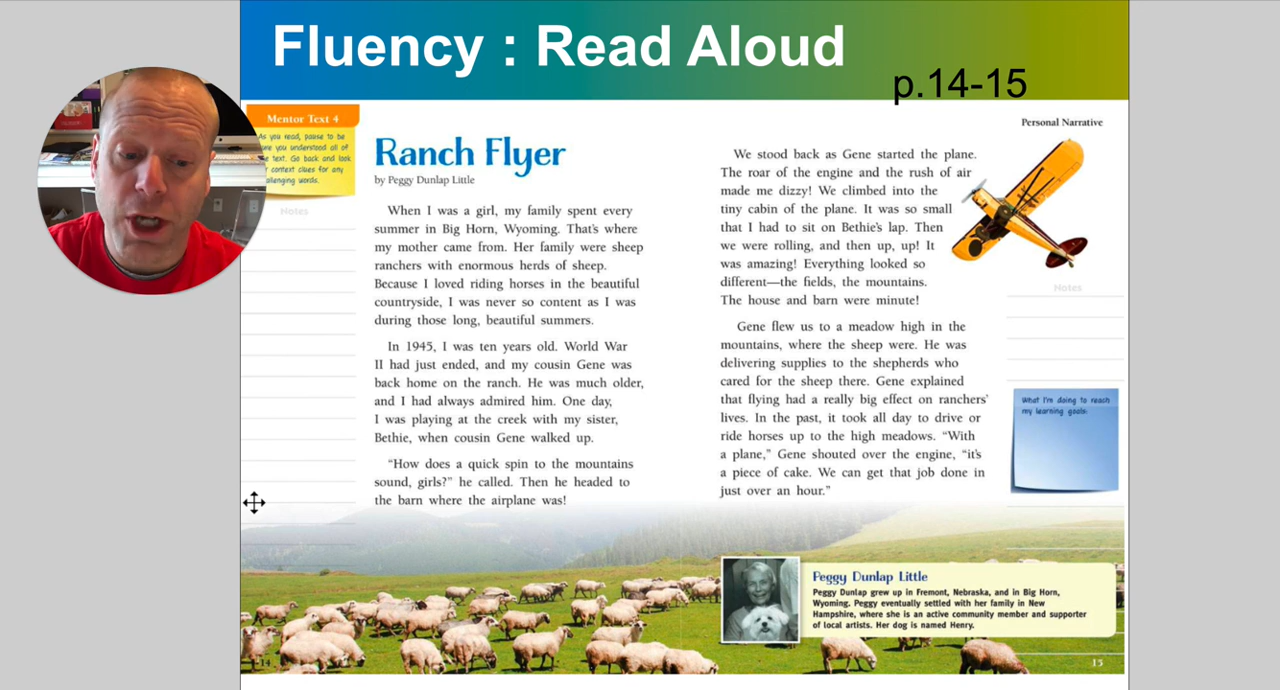 Fluency : Read Aloud
p.14-15
Mentor Text 4
As you read, pause to be
you understood all of
text. Go back and look
context clues for any
words.
Notes
Ranch Flyer
by Peggy Dunlap Little
When I was a girl, my family spent every
summer in Big Horn, Wyoming. That's where
my mother came from. Her family were sheep
ranchers with enormous herds of sheep.
Because I loved riding horses in the beautiful
countryside, I was never so content as I was
during those long, beautiful summers.
In 1945, I was ten years old. World War
II had just ended, and my cousin Gene was
back home on the ranch. He was much older,
and I had always admired him. One day,
I was playing at the creek with my sister,
Bethie, when cousin Gene walked up.
“How does a quick spin to the mountains
sound, girls?” he called. Then he headed to
the barn where the airplane was!
14
Personal Narrative
We stood back as Gene started the plane.
The roar of the engine and the rush of air
made me dizzy! We climbed into the
tiny cabin of the plane. It was so small
that I had to sit on Bethie's lap. Then
we were rolling, and then up, up! It
was amazing! Everything looked so
different—the fields, the mountains.
The house and barn were minute!
Gene flew us to a meadow high in the
mountains, where the sheep were. He was
delivering supplies to the shepherds who
cared for the sheep there. Gene explained
that flying had a really big effect on ranchers'
lives. In the past, it took all day to drive or
ride horses up to the high meadows. “With
a plane,” Gene shouted over the engine, “it's
a piece of cake. We can get that job done in
just over an hour.”
Notes
What I'm doing to reach
my learning goals:
Peggy Dunlap Little
Peggy Dunlap grew up in Fremont, Nebraska, and in Big Horn,
Wyoming. Peggy eventually settled with her family in New
Hampshire, where she is an active community member and supporter
of local artists. Her dog is named Henry.
15